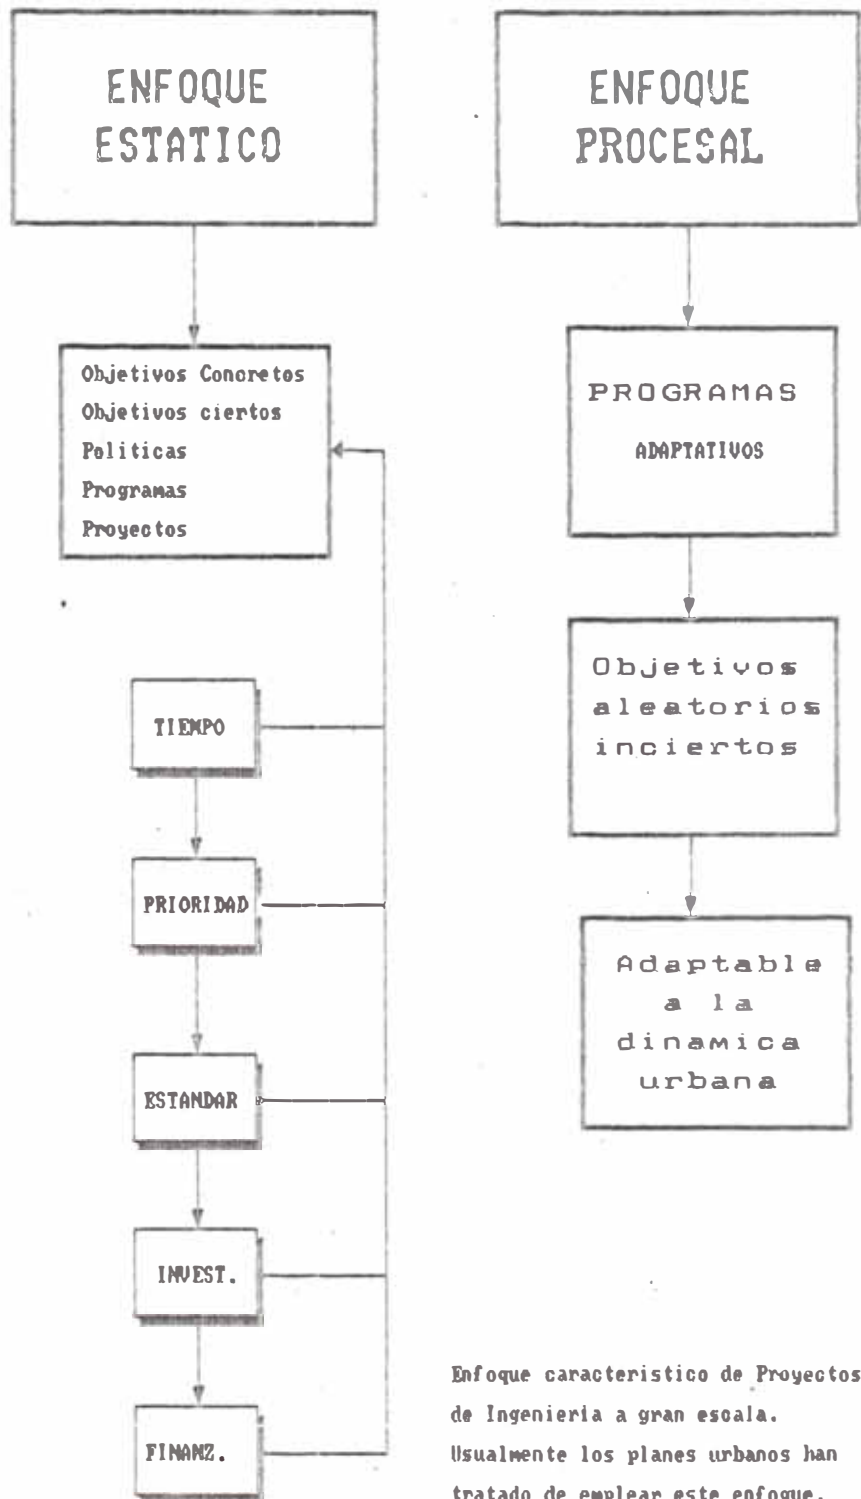 ENFOQUE
ESTATICO
Objetivos Concretos
Objetivos ciertos
Politicas
Programas
Proyectos
TIEMPO
PRIORIDAD
ESTANDAR
INVEST.
FINANZ.
ENFOQUE
PROCESAL
PROGRAMAS
ADAPTATIVOS
Objetivos
aleatorios
inciertos
Adaptable
a la
dinamica
urbana
Enfoque caracteristico de Proyectos
de Ingenieria a gran escala.
Usualmente los planes urbanos han
tratado de emplear este enfoque.